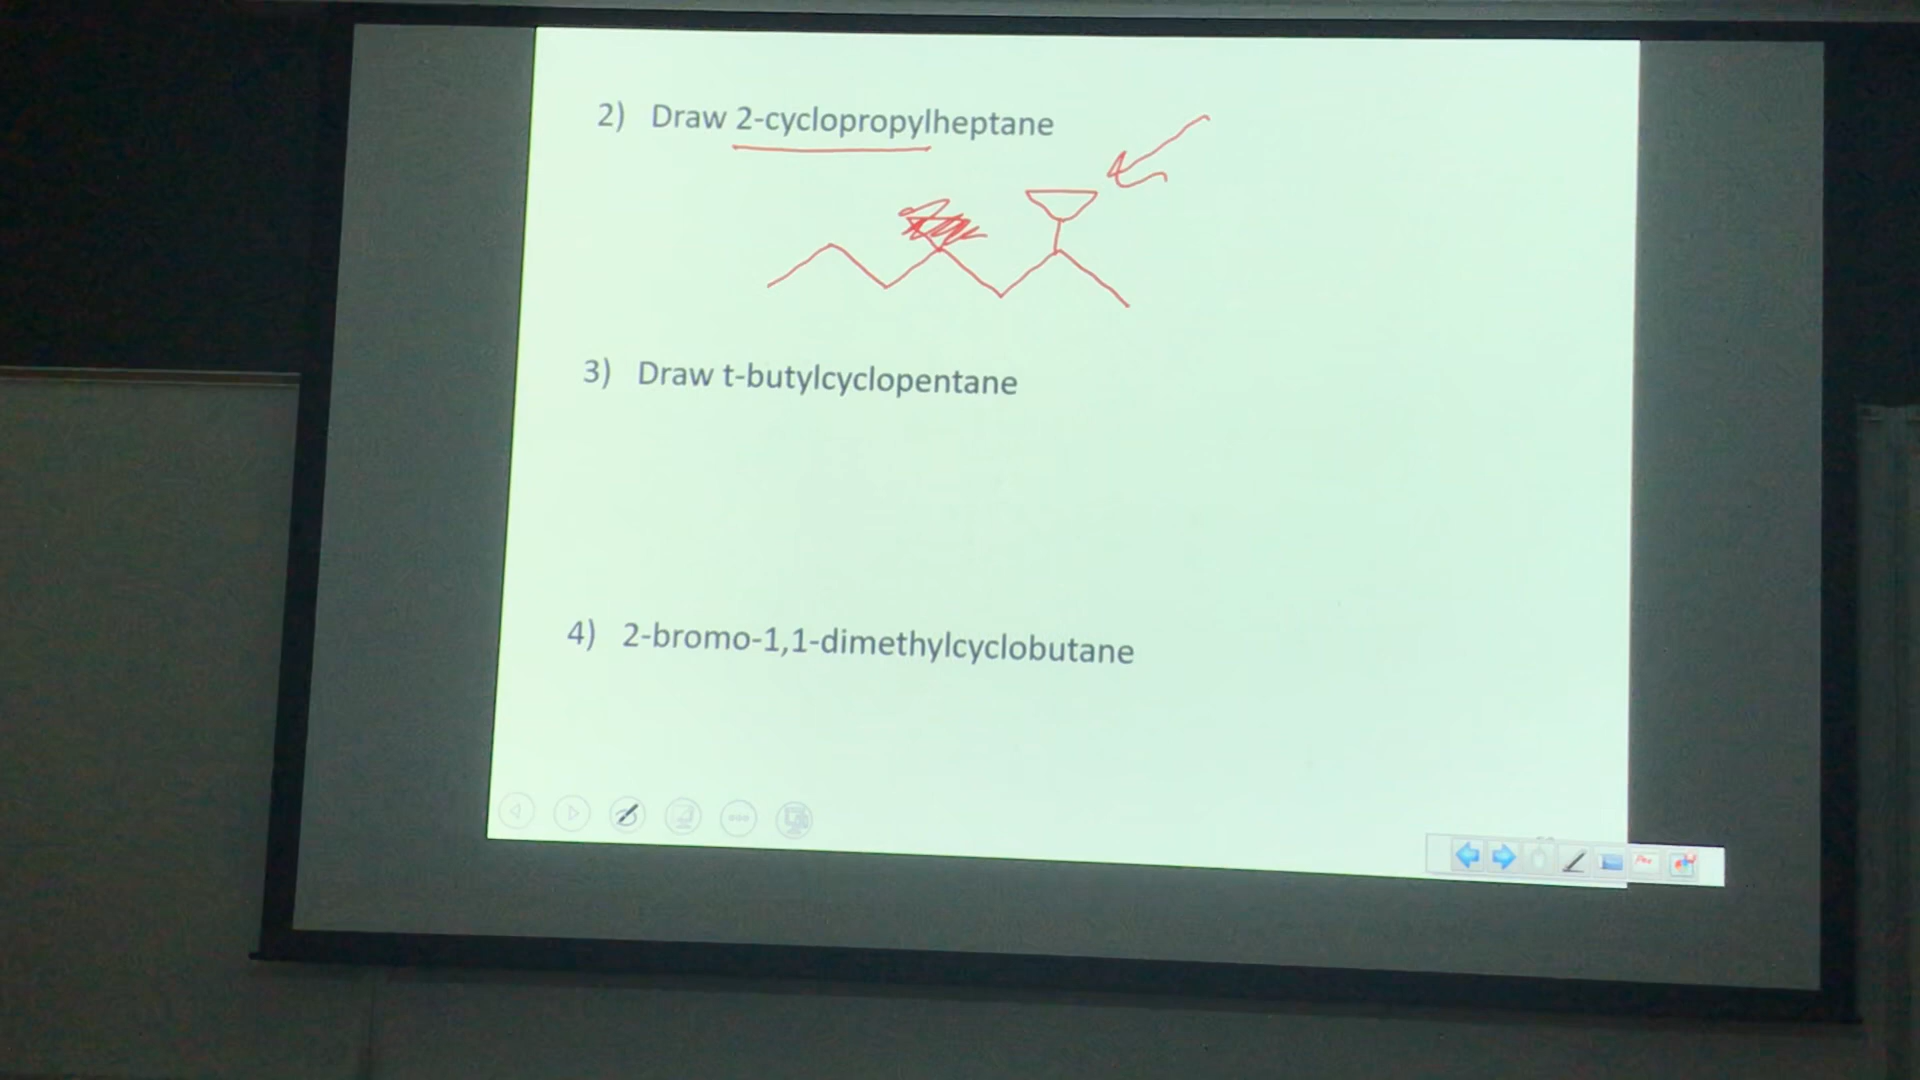 2) Draw 2-cyclopropylheptane
3) Draw t-butylcyclopentane
4) 2-bromo-1,1-dimethylcyclobutane